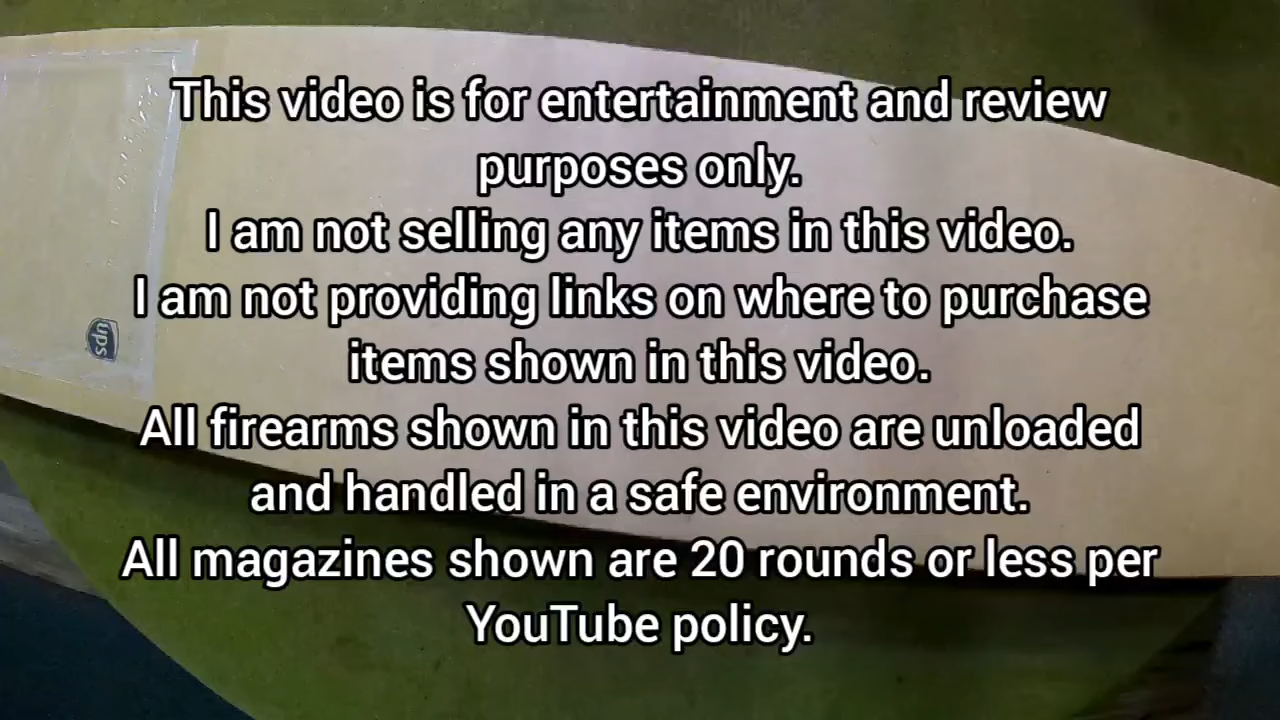 This video is for entertainment and review
purposes only.
I am not selling any items in this video.
I am not providing links on where to purchase
items shown in this video.
All firearms shown in this video are unloaded
and handled in a safe environment.
All magazines shown are 20 rounds or less per
YouTube policy.
ups